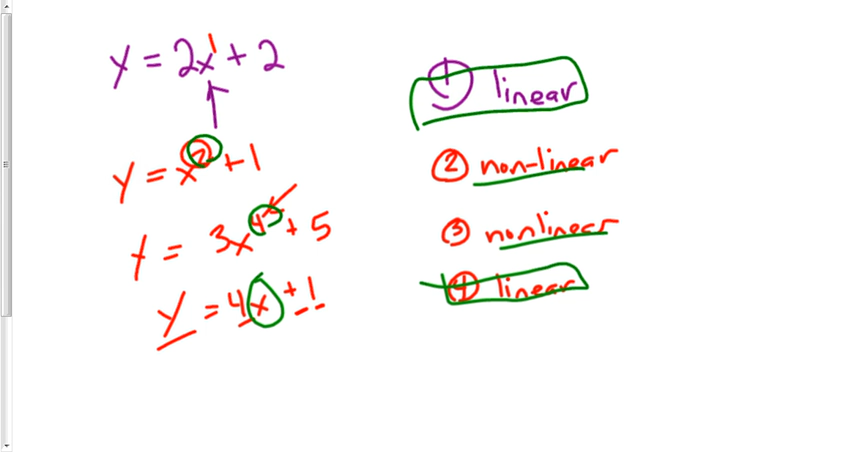 y = 2x¹ + 2
① linear
y = x² + 1
② non-linear
y = 3x⁴ + 5
③ nonlinear
y = 4x + 1
④ linear